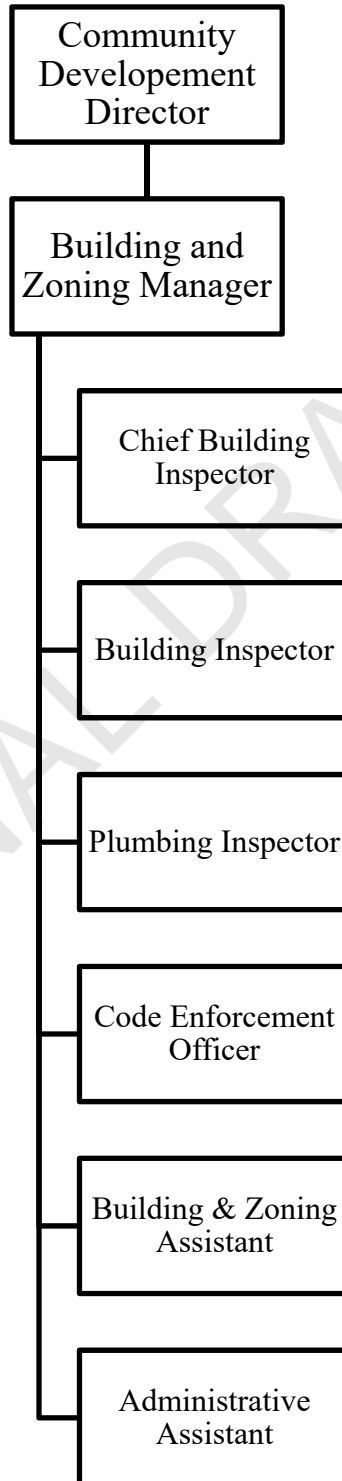 Community
Developement
Director
Building and
Zoning Manager
Chief Building
Inspector
Building Inspector
Plumbing Inspector
Code Enforcement
Officer
Building & Zoning
Assistant
Administrative
Assistant